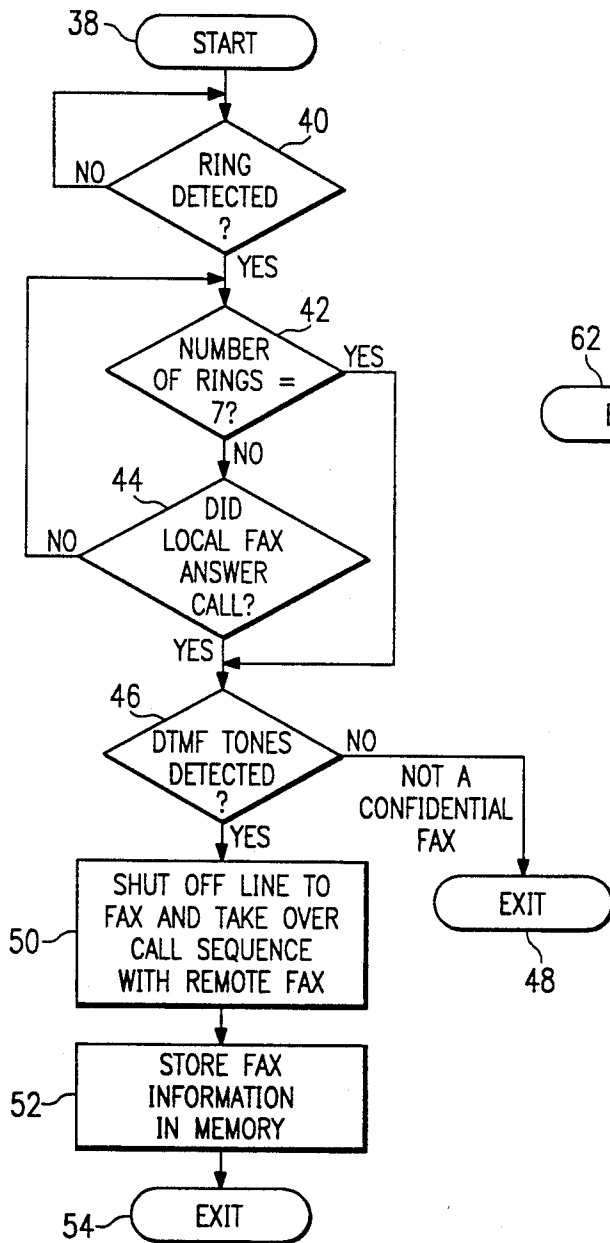 38
START
40
NO
RING
DETECTED
?
YES
42
NUMBER
OF RINGS =
7?
YES
62
NO
44
DID
LOCAL FAX
ANSWER
CALL?
NO
YES
46
DTMF TONES
DETECTED
?
NO
NOT A
CONFIDENTIAL
FAX
YES
EXIT
48
50
SHUT OFF LINE TO
FAX AND TAKE OVER
CALL SEQUENCE
WITH REMOTE FAX
52
STORE FAX
INFORMATION
IN MEMORY
54
EXIT